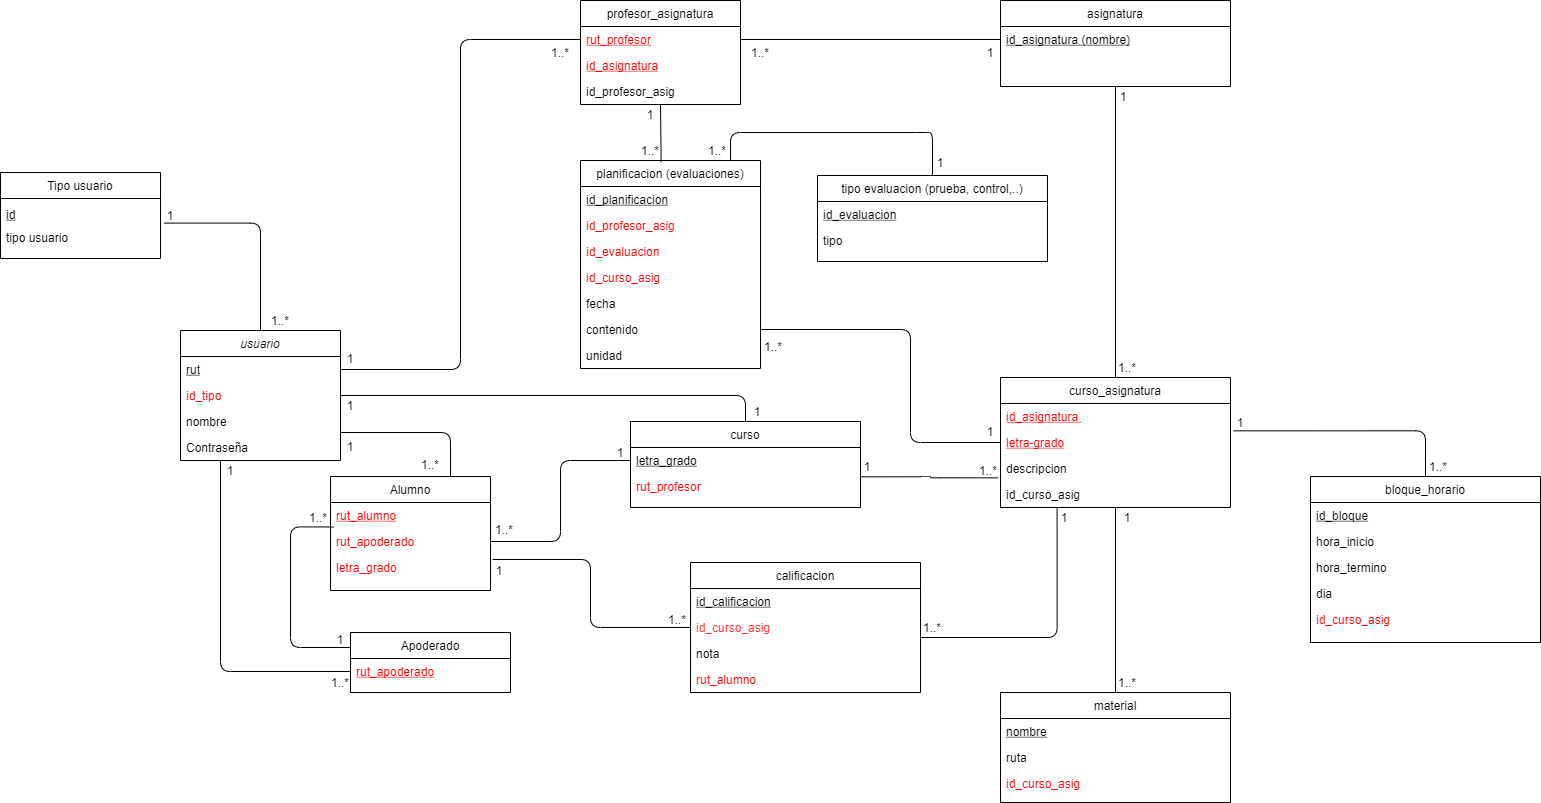 profesor_asignatura
rut_profesor
id_asignatura
id_profesor_asig
1..*
1..*
1
asignatura
id_asignatura (nombre)
1
1
1..*
1..*
1
planificacion (evaluaciones)
id_planificacion
id_profesor_asig
id_evaluacion
id_curso_asig
fecha
contenido
unidad
1..*
tipo evaluacion (prueba, control,..)
id_evaluacion
tipo
Tipo usuario
id
tipo usuario
1
1..*
usuario
rut
id_tipo
nombre
Contraseña
1
1
1
1
1
curso
letra_grado
rut_profesor
1
1
1..*
curso_asignatura
id_asignatura
letra-grado
descripcion
id_curso_asig
1..*
1
1
1
1
bloque_horario
id_bloque
hora_inicio
hora_termino
dia
id_curso_asig
1..*
Alumno
rut_alumno
rut_apoderado
letra_grado
1..*
1..*
1..*
1
calificacion
id_calificacion
id_curso_asig
nota
rut_alumno
1..*
1..*
Apoderado
rut_apoderado
1
1..*
material
nombre
ruta
id_curso_asig
1..*